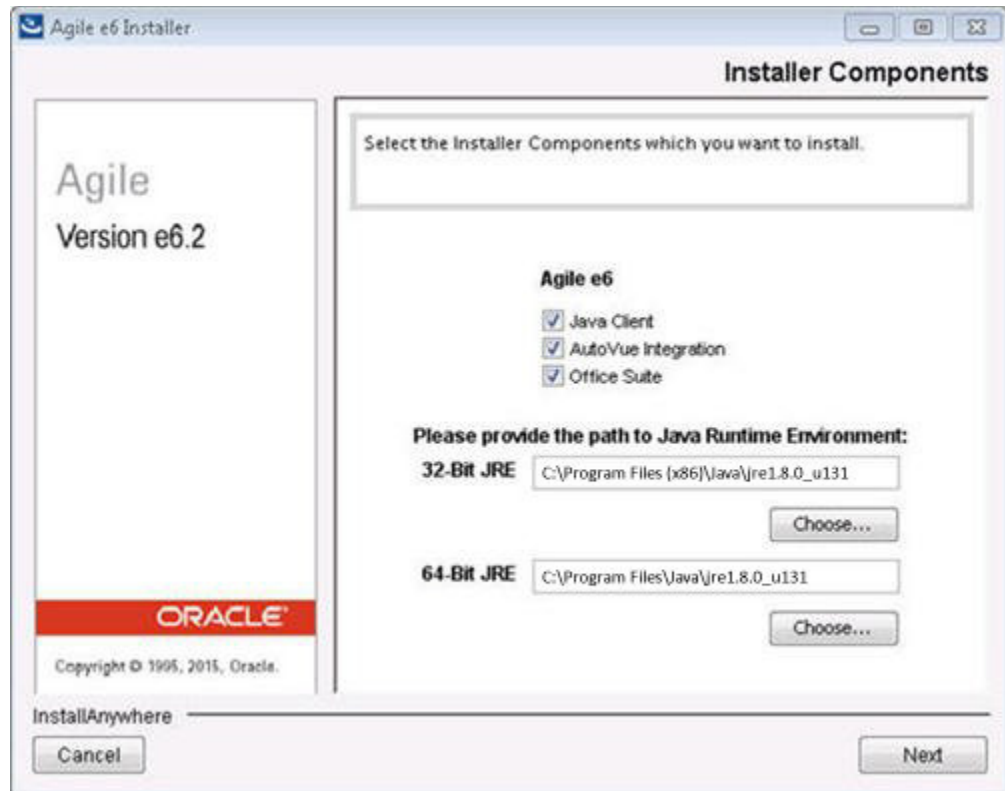 Agile e6 Installer
Installer Components
Agile
Version e6.2
ORACLE
Copyright © 1995, 2015, Oracle.
Select the Installer Components which you want to install.
Agile e6
Java Client
AutoVue Integration
Office Suite
Please provide the path to Java Runtime Environment:
32-Bit JRE C:\Program Files (x86)\Java\jre1.8.0_u131
Choose...
64-Bit JRE C:\Program Files\Java\jre1.8.0_u131
Choose...
InstallAnywhere
Cancel Next